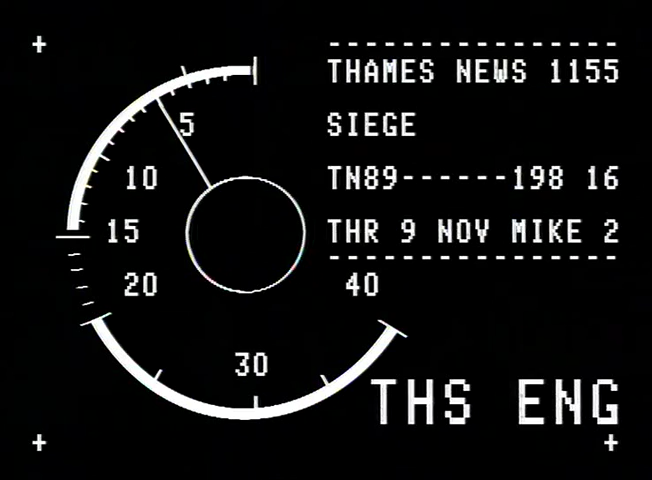 THAMES NEWS 1155
SIEGE
TN89------198 16
THR 9 NOV MIKE 2
5
10
15
20
30
40
THS ENG